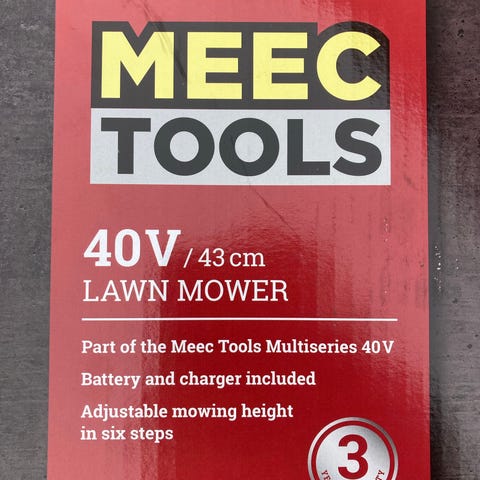 MEEC
TOOLS
40V / 43 cm
LAWN MOWER
Part of the Meec Tools Multiseries 40V
Battery and charger included
Adjustable mowing height
in six steps
3